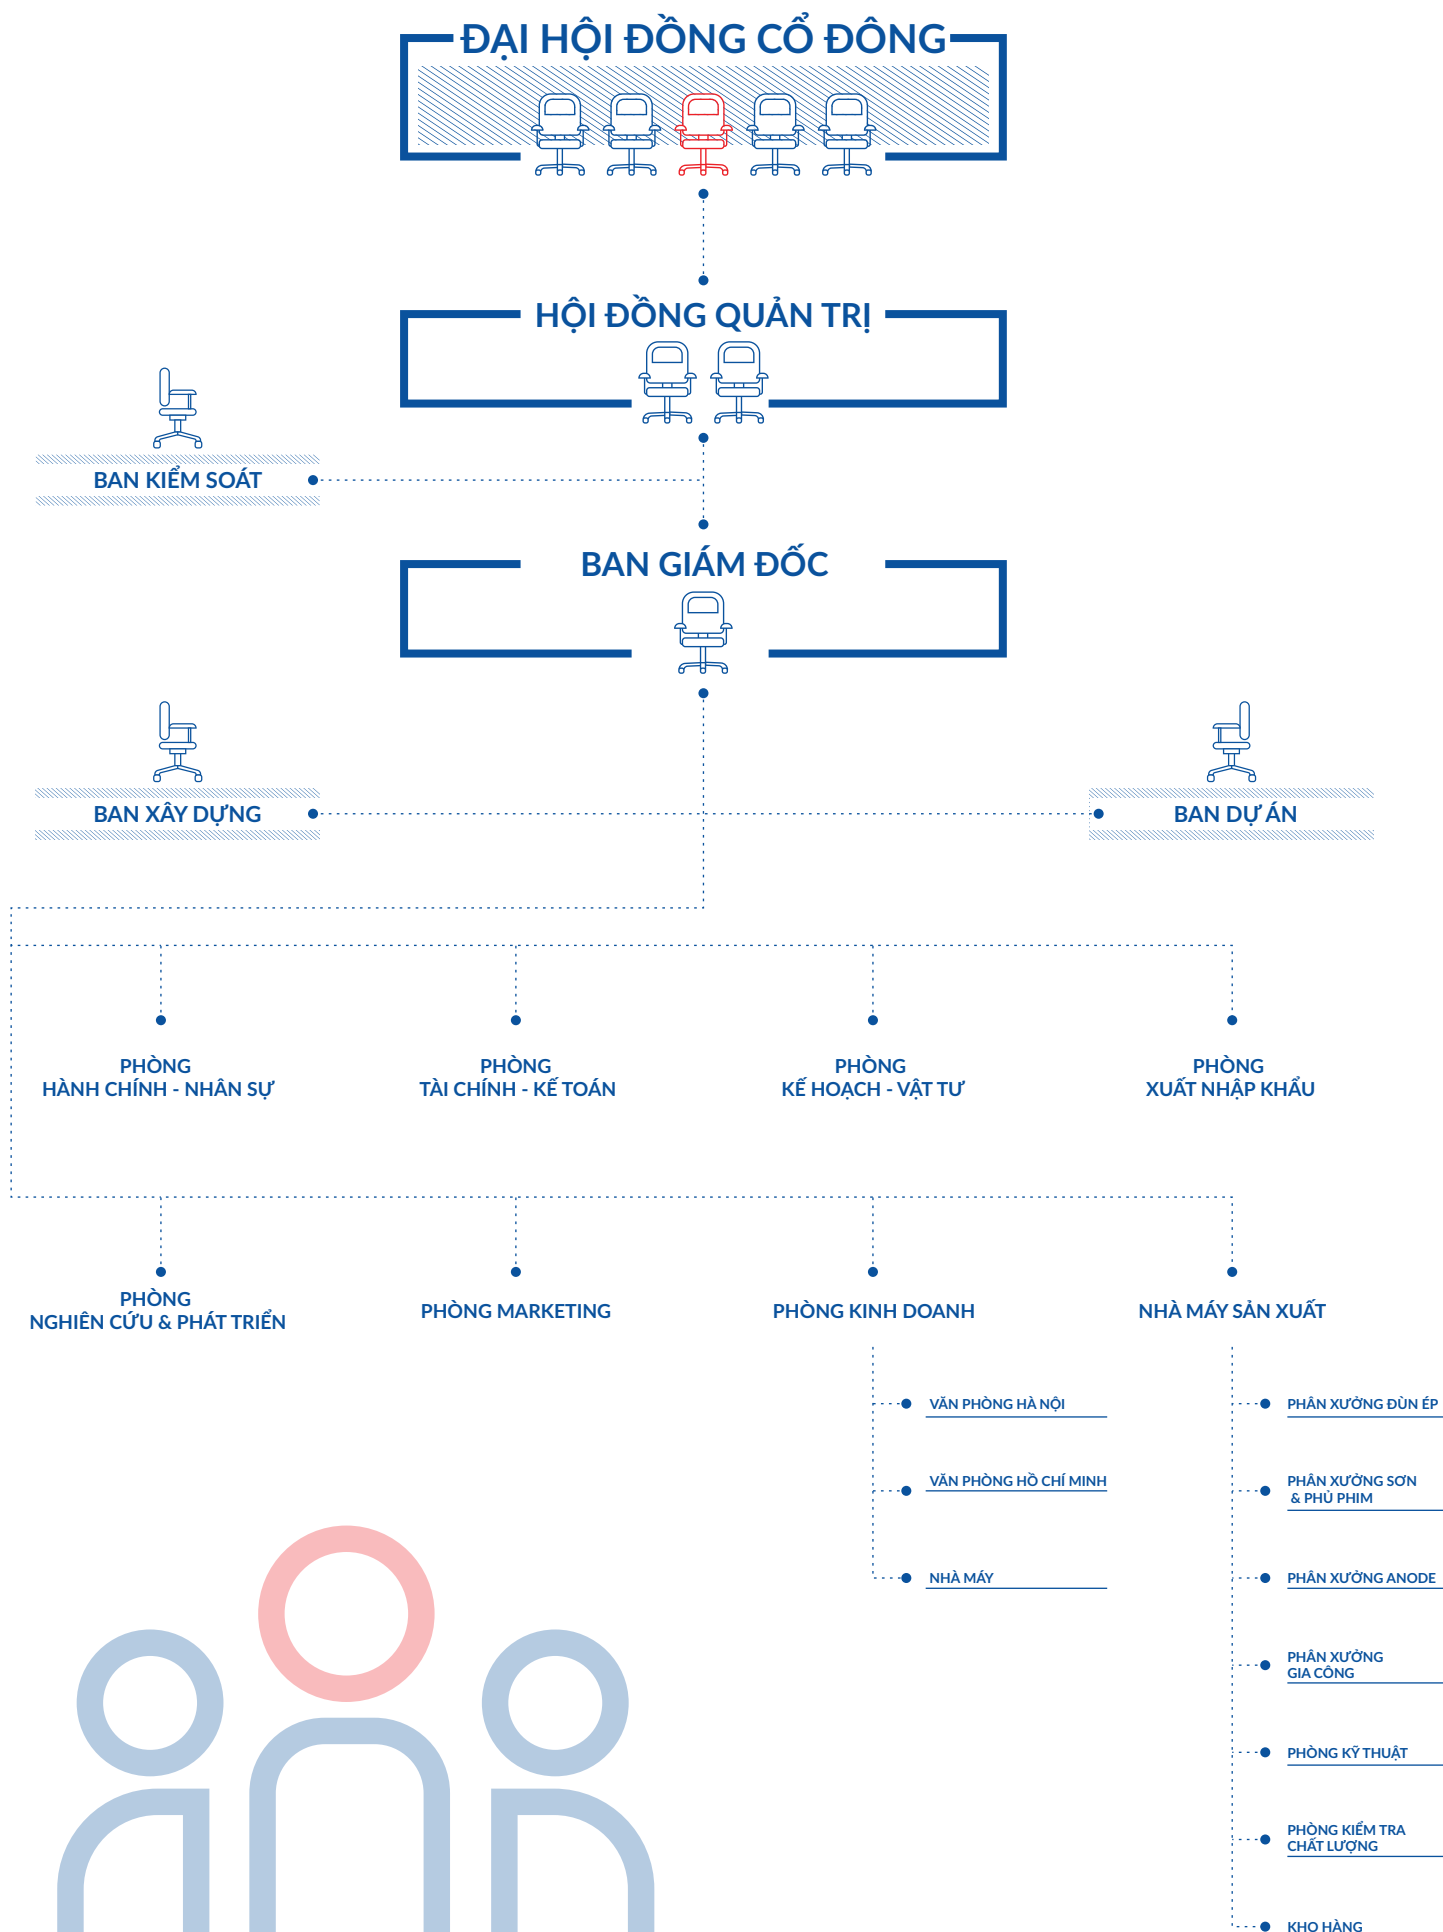 ĐẠI HỘI ĐỒNG CỔ ĐÔNG
HỘI ĐỒNG QUẢN TRỊ
BAN KIỂM SOÁT
BAN GIÁM ĐỐC
BAN XÂY DỰNG
BAN DỰ ÁN
PHÒNG
HÀNH CHÍNH - NHÂN SỰ
PHÒNG
TÀI CHÍNH - KẾ TOÁN
PHÒNG
KẾ HOẠCH - VẬT TƯ
PHÒNG
XUẤT NHẬP KHẨU
PHÒNG
NGHIÊN CỨU & PHÁT TRIỂN
PHÒNG MARKETING
PHÒNG KINH DOANH
NHÀ MÁY SẢN XUẤT
VĂN PHÒNG HÀ NỘI
VĂN PHÒNG HỒ CHÍ MINH
NHÀ MÁY
PHÂN XƯỞNG ĐÙN ÉP
PHÂN XƯỞNG SƠN
& PHỦ PHIM
PHÂN XƯỞNG ANODE
PHÂN XƯỞNG
GIA CÔNG
PHÒNG KỸ THUẬT
PHÒNG KIỂM TRA
CHẤT LƯỢNG
KHO HÀNG